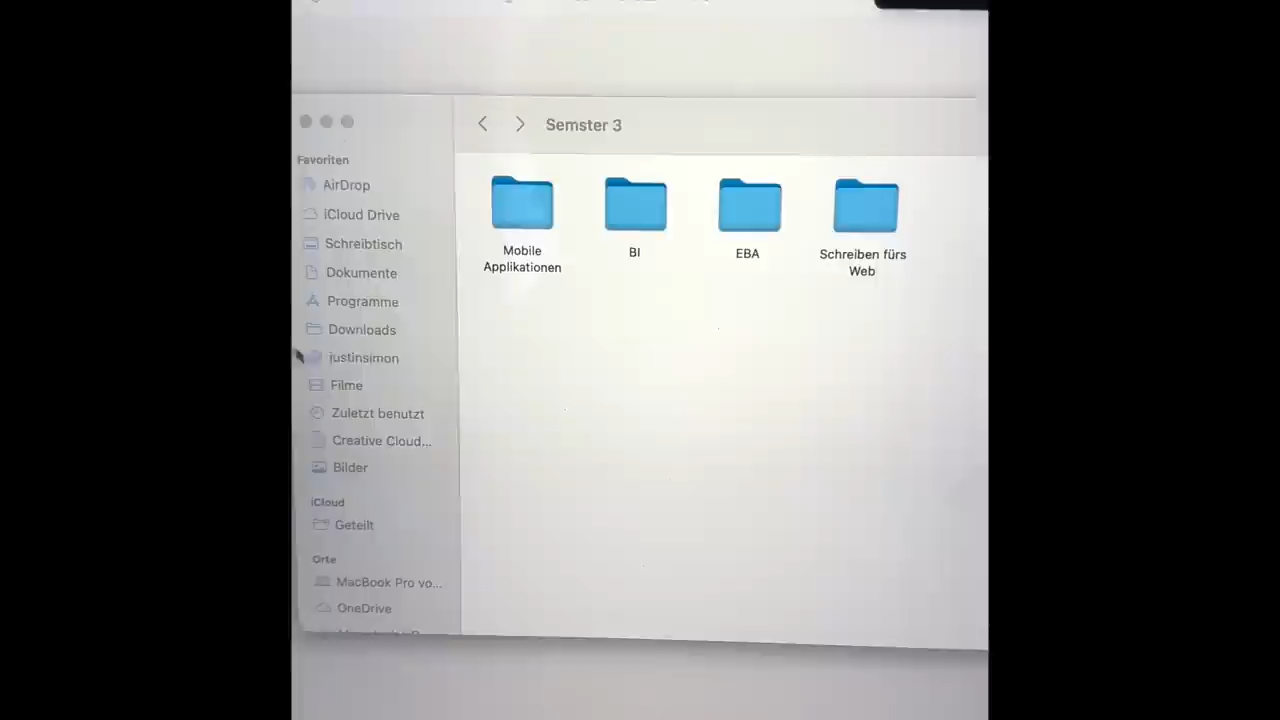 Semster 3
Favoriten
AirDrop
iCloud Drive
Schreibtisch
Dokumente
Programme
Downloads
justinsimon
Filme
Zuletzt benutzt
Creative Cloud...
Bilder
iCloud
Geteilt
Orte
MacBook Pro vo...
OneDrive
Mobile
Applikationen
BI
EBA
Schreiben fürs
Web